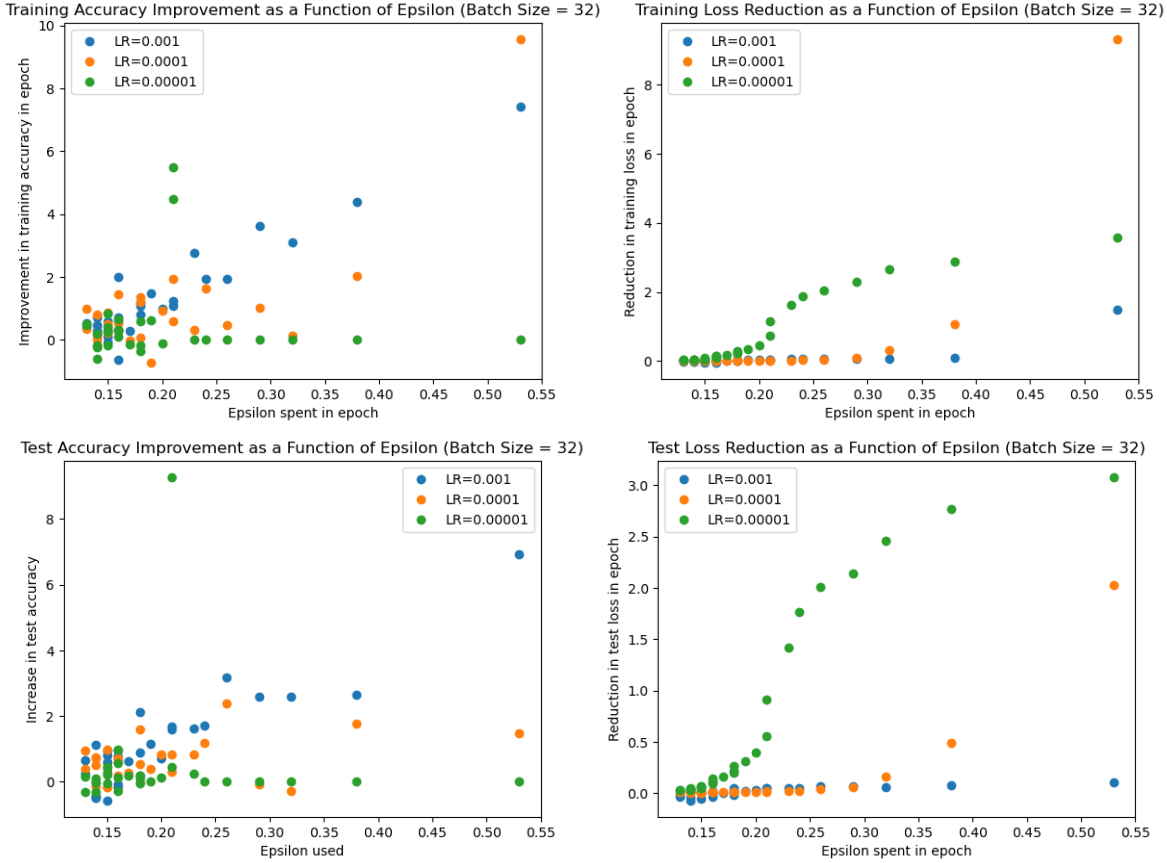 Training Accuracy Improvement as a Function of Epsilon (Batch Size = 32)
Improvement in training accuracy in epoch
10
8
6
4
2
0
LR=0.001
LR=0.0001
LR=0.00001
0.15
0.20
0.25
0.30
0.35
0.40
0.45
0.50
0.55
Epsilon spent in epoch
Training Loss Reduction as a Function of Epsilon (Batch Size = 32)
Reduction in training loss in epoch
8
6
4
2
0
LR=0.001
LR=0.0001
LR=0.00001
0.15
0.20
0.25
0.30
0.35
0.40
0.45
0.50
0.55
Epsilon spent in epoch
Test Accuracy Improvement as a Function of Epsilon (Batch Size = 32)
Increase in test accuracy
8
6
4
2
0
LR=0.001
LR=0.0001
LR=0.00001
0.15
0.20
0.25
0.30
0.35
0.40
0.45
0.50
0.55
Epsilon used
Test Loss Reduction as a Function of Epsilon (Batch Size = 32)
Reduction in test loss in epoch
3.0
2.5
2.0
1.5
1.0
0.5
0.0
LR=0.001
LR=0.0001
LR=0.00001
0.15
0.20
0.25
0.30
0.35
0.40
0.45
0.50
0.55
Epsilon spent in epoch